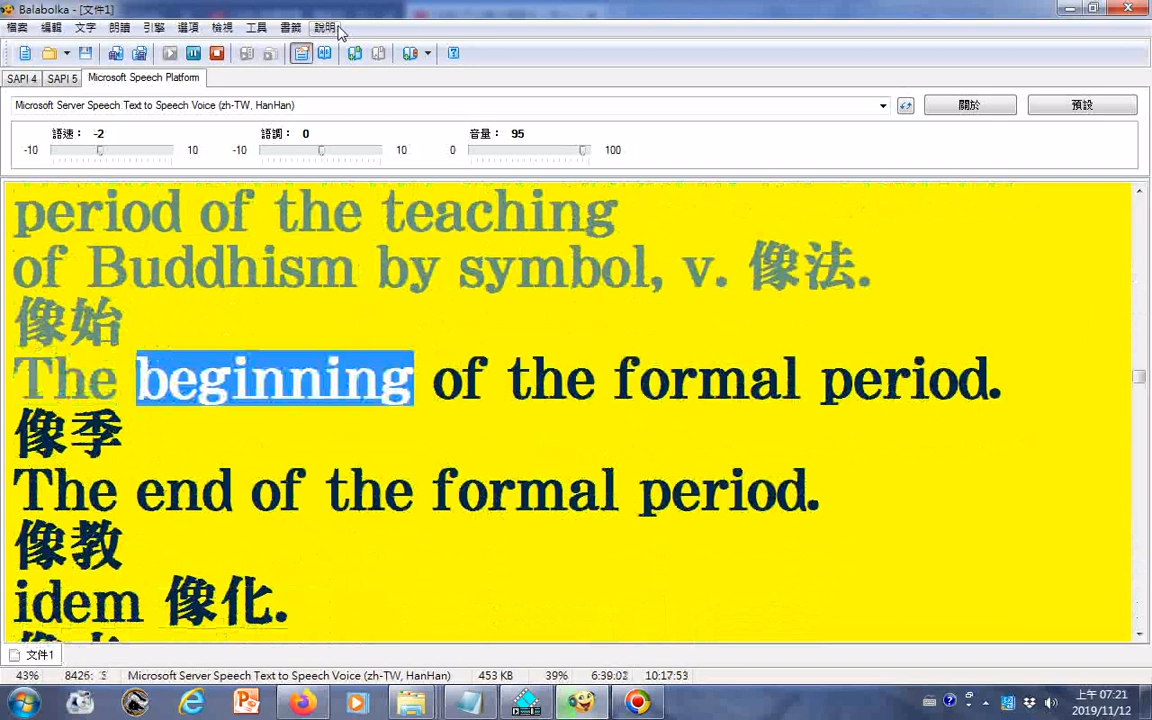 Balabolka - [文件1]
檔案 編輯 文字 朗讀 引擎 選項 檢視 工具 書籤 說明
SAPI 4 SAPI 5 Microsoft Speech Platform
Microsoft Server Speech Text to Speech Voice (zh-TW, HanHan) 關於 預設
語速： -2 語調： 0 音量： 95
-10 10 -10 10 0 100
period of the teaching
of Buddhism by symbol, v. 像法.
像始
The beginning of the formal period.
像季
The end of the formal period.
像教
idem 像化.
文件1
43% Microsoft Server Speech Text to Speech Voice (zh-TW, HanHan) 453 KB 39% 6:39:02 10:17:53
上午 07:21
2019/11/12